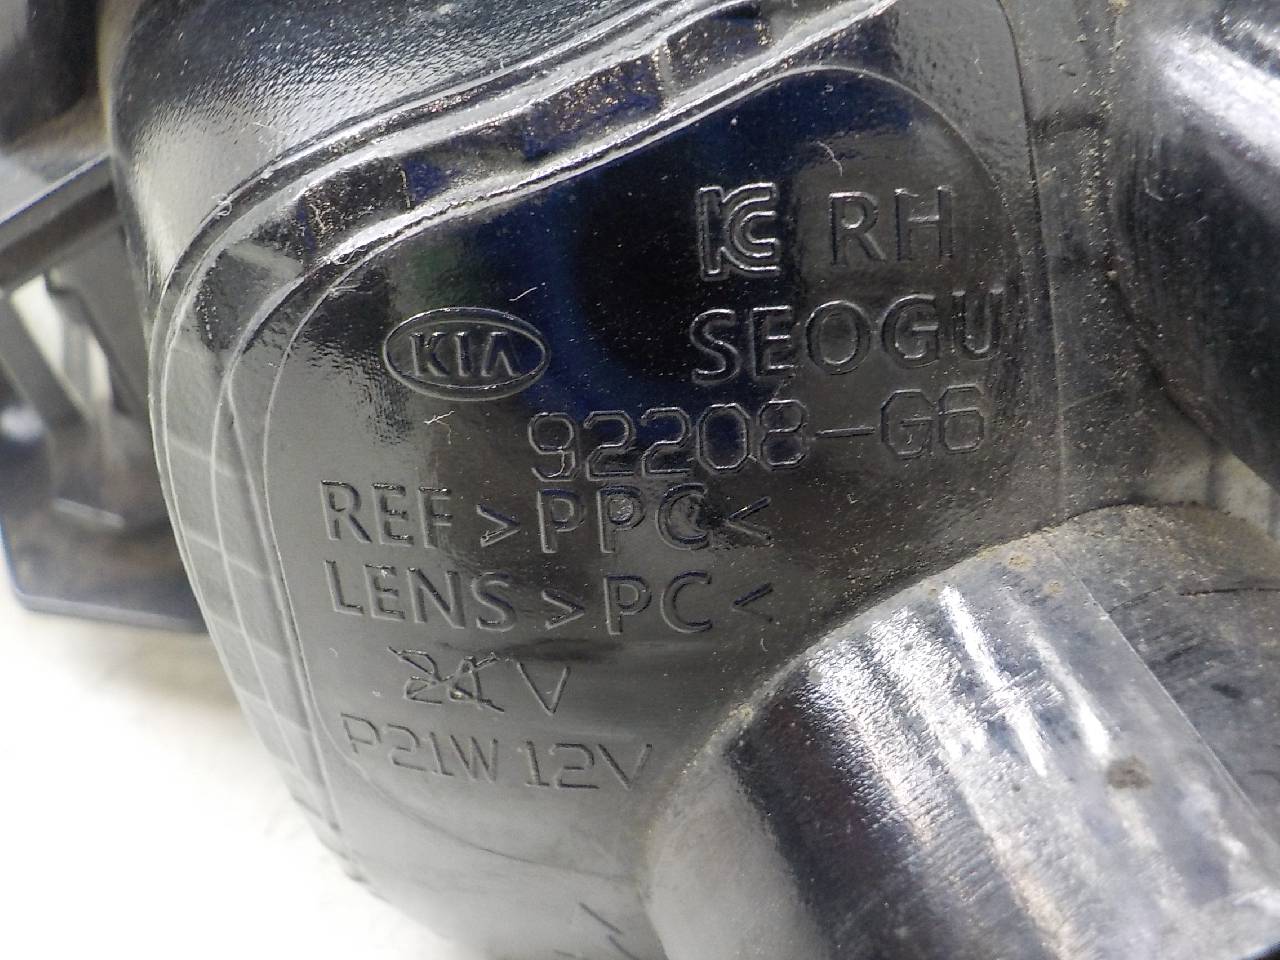 KC RH
KIA SEOGU
92208-G6
REF >PPC<
LENS >PC<
24V
P21W 12V